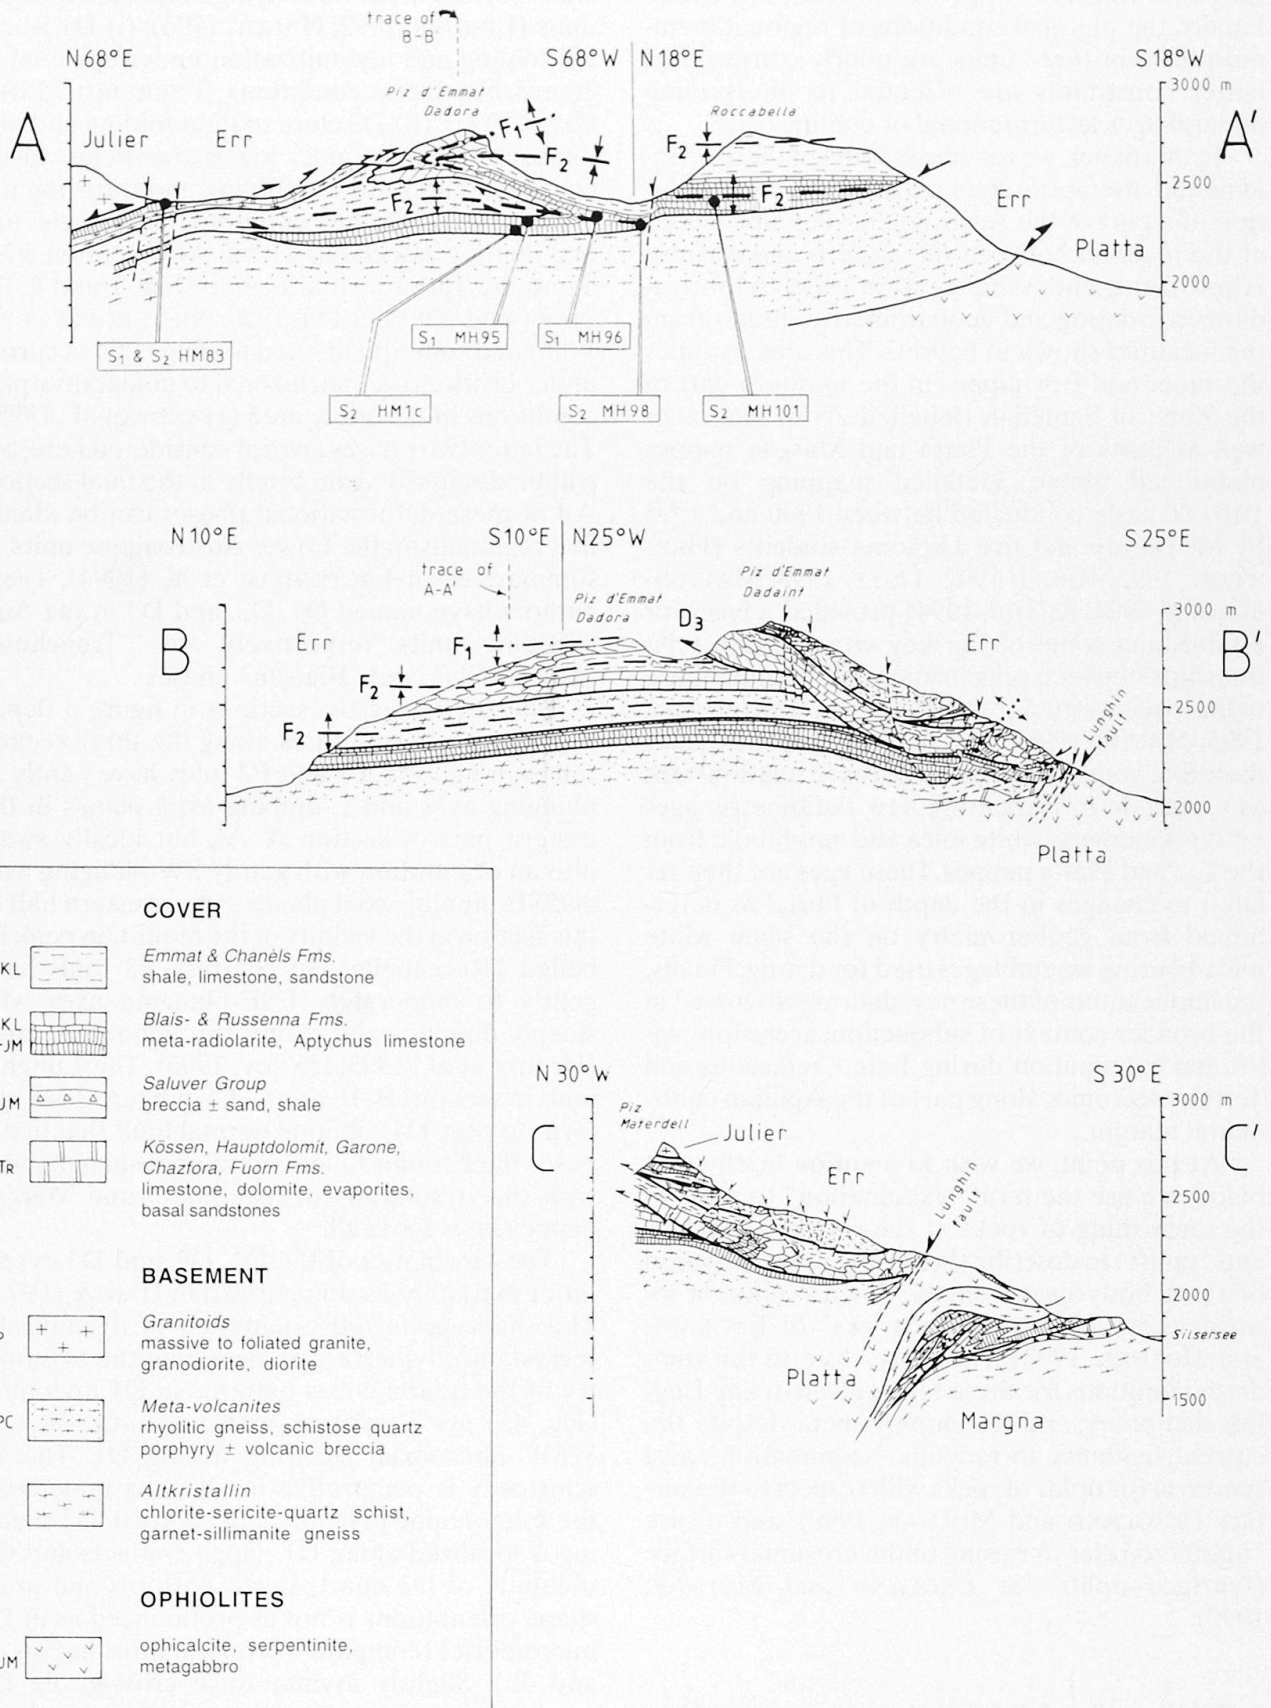 trace of
B-B'
N68°E
S68°W
N18°E
S18°W
3000 m
Piz d'Emmat
Dadora
Roccabella
A
A'
Julier
Err
F1
F2
F2
F2
F2
2500
Err
Platta
2000
S1 & S2 HM83
S1 MH95
S1 MH96
S2 HM1c
S2 MH98
S2 MH101
N10°E
S10°E
N25°W
S25°E
trace of
A-A'
Piz d'Emmat
Dadora
Piz d'Emmat
Dadaint
3000 m
B
B'
Err
F1
D3
Err
F2
F2
2500
Lunghin
fault
2000
Platta
COVER
KL
Emmat & Chanèls Fms.
shale, limestone, sandstone
KL
-JM
Blais- & Russenna Fms.
meta-radiolarite, Aptychus limestone
JM
Saluver Group
breccia ± sand, shale
TR
Kössen, Hauptdolomit, Garone,
Chazfora, Fuorn Fms.
limestone, dolomite, evaporites,
basal sandstones
BASEMENT
P
Granitoids
massive to foliated granite,
granodiorite, diorite
PC
Meta-volcanites
rhyolitic gneiss, schistose quartz
porphyry ± volcanic breccia
Altkristallin
chlorite-sericite-quartz schist,
garnet-sillimanite gneiss
OPHIOLITES
JM
ophicalcite, serpentinite,
metagabbro
N 30°W
S 30°E
3000 m
Piz
Materdell
C
C'
Julier
Err
Lunghin
fault
2500
2000
Silsersee
Platta
1500
Margna